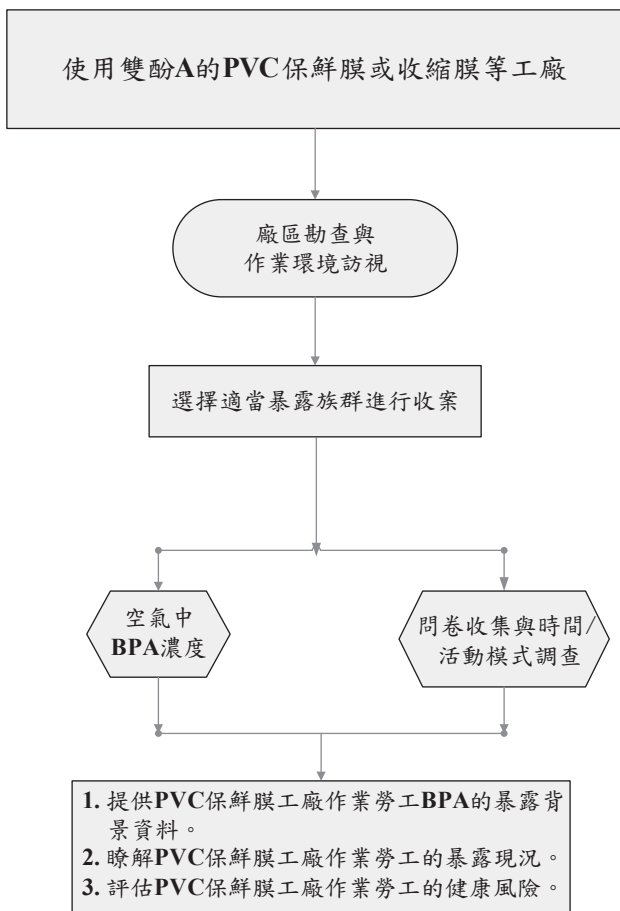 使用雙酚A的PVC保鮮膜或收縮膜等工廠
廠區勘查與
作業環境訪視
選擇適當暴露族群進行收案
空氣中
BPA濃度
問卷收集與時間/
活動模式調查
1. 提供PVC保鮮膜工廠作業勞工BPA的暴露背
景資料。
2. 瞭解PVC保鮮膜工廠作業勞工的暴露現況。
3. 評估PVC保鮮膜工廠作業勞工的健康風險。